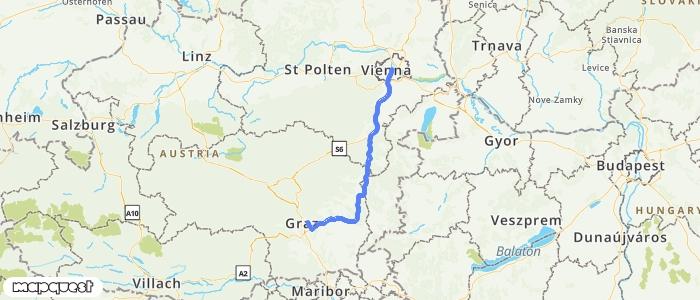 Osterhofen
Passau
Linz
St Polten
Vienna
Trnava
Senica
SLOVAKI
Banska
Stiavnica
Levice
Nove Zamky
nheim
Salzburg
AUSTRIA
S6
Gyor
Budapest
A10
Graz
Veszprem
HUNGARY
Dunaújváros
Balaton
A2
Villach
Maribor
mapquest